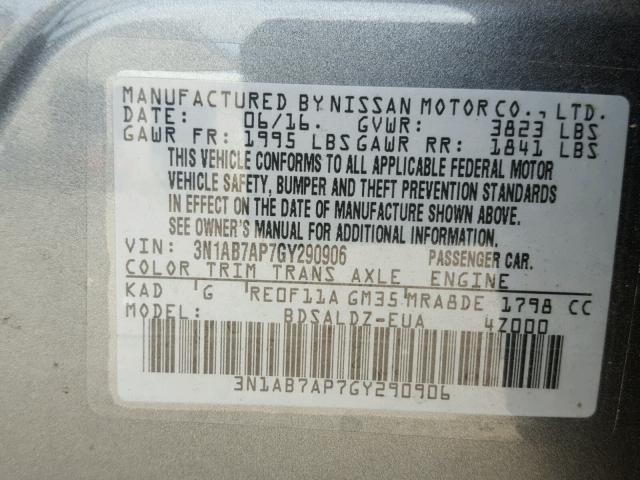 MANUFACTURED BY NISSAN MOTOR CO., LTD.
DATE: 06/16. GVWR: 3823 LBS
GAWR FR: 1995 LBS GAWR RR: 1841 LBS
THIS VEHICLE CONFORMS TO ALL APPLICABLE FEDERAL MOTOR
VEHICLE SAFETY, BUMPER AND THEFT PREVENTION STANDARDS
IN EFFECT ON THE DATE OF MANUFACTURE SHOWN ABOVE.
SEE OWNER'S MANUAL FOR ADDITIONAL INFORMATION.
VIN: 3N1AB7AP7GY290906 PASSENGER CAR.
COLOR TRIM TRANS AXLE ENGINE
KAD G RE0F11A GM35 MRA8DE 1798 CC
MODEL: BDSALDZ-EUA 4Z000
3N1AB7AP7GY290906